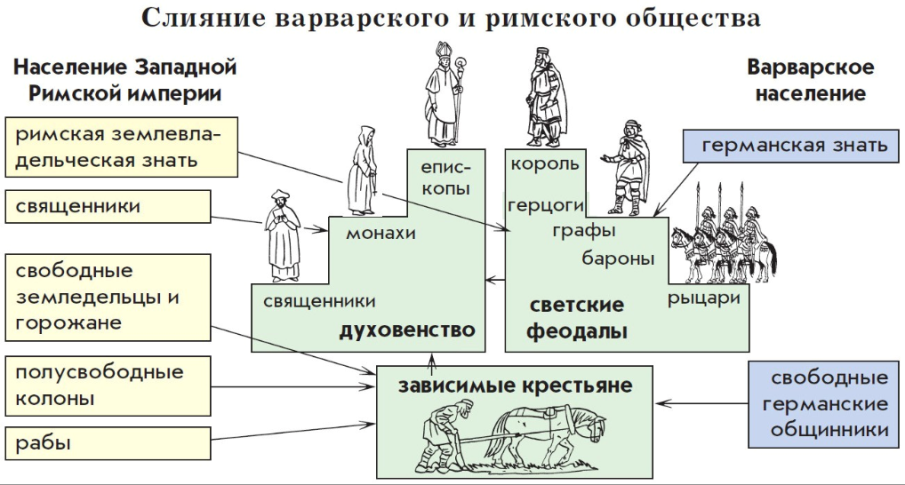 Слияние варварского и римского общества
Население Западной
Римской империи
Варварское
население
римская землевла-
дельческая знать
священники
свободные
земледельцы и
горожане
полусвободные
колоны
рабы
епис-
копы
монахи
священники
духовенство
король
герцоги
графы
бароны
рыцари
светские
феодалы
зависимые крестьяне
германская знать
свободные
германские
общинники